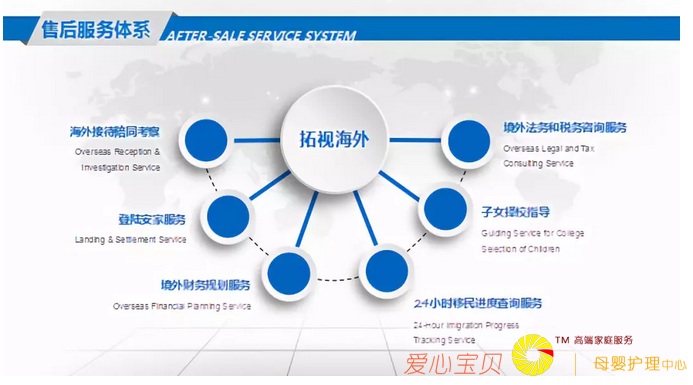 售后服务体系
AFTER-SALE SERVICE SYSTEM
拓视海外
海外接待陪同考察
Overseas Reception &
Investigation Service
登陆安家服务
Landing & Settlement Service
境外财务规划服务
Overseas Financial Planning Service
境外法务和税务咨询服务
Overseas Legal and Tax
Consulting Service
子女择校指导
Guiding Service for College
Selection of Children
24小时移民进度查询服务
24-Hour Imigration Progress
Tracking Service
爱心宝贝
TM 高端家庭服务
母婴护理中心